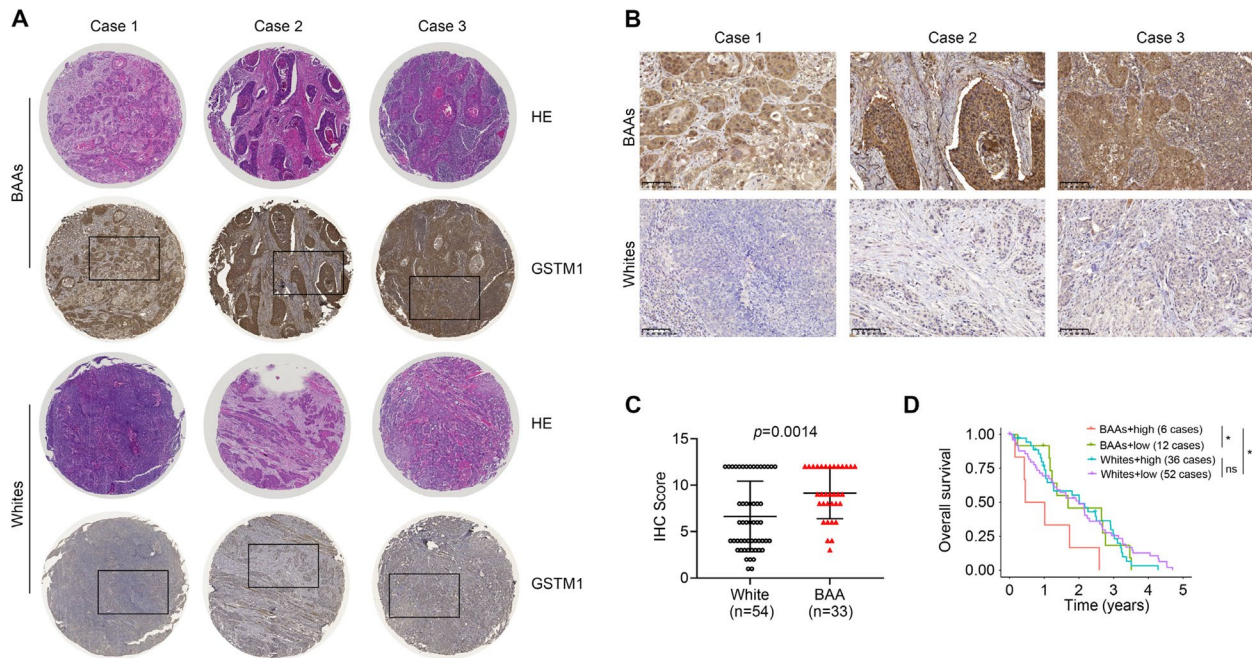 A
Case 1 Case 2 Case 3
BAAs
HE
GSTM1
Whites
HE
GSTM1
B
Case 1 Case 2 Case 3
BAAs
Whites
C
p=0.0014
IHC Score
15
10
5
0
White BAA
(n=54) (n=33)
D
BAAs+high (6 cases)
BAAs+low (12 cases)
Whites+high (36 cases)
Whites+low (52 cases)
*
ns
*
Overall survival
1.00
0.75
0.50
0.25
0.00
0 1 2 3 4 5
Time (years)